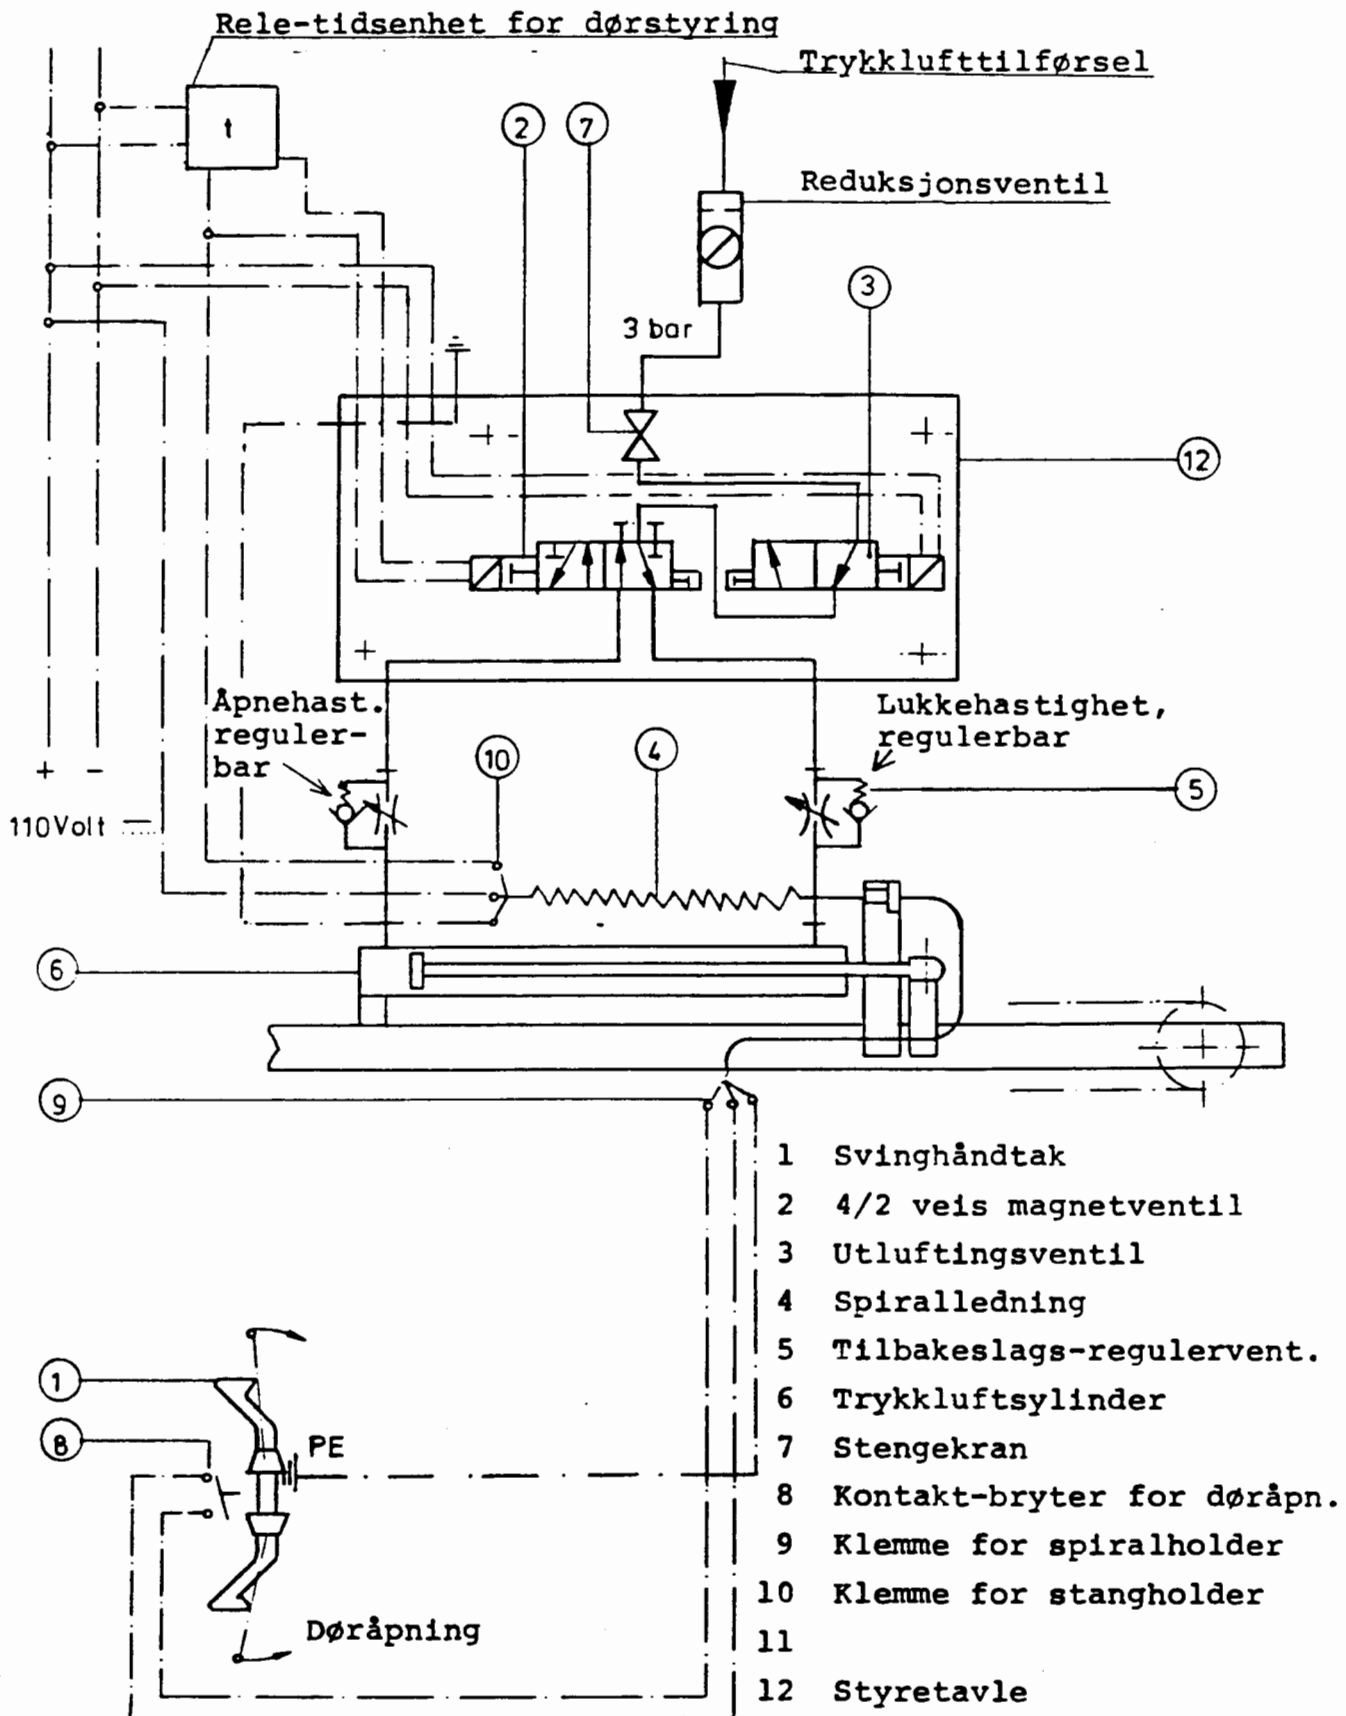 Rele-tidsenhet for dørstyring
Trykklufttilførsel
t
2
7
Reduksjonsventil
3
3 bar
12
Åpnehast.
reguler-
bar
Lukkehastighet,
regulerbar
10
4
5
+ -
110Volt
6
9
1 Svinghåndtak
2 4/2 veis magnetventil
3 Utluftingsventil
4 Spiralledning
5 Tilbakeslags-regulervent.
6 Trykkluftsylinder
7 Stengekran
8 Kontakt-bryter for døråpn.
9 Klemme for spiralholder
10 Klemme for stangholder
11
12 Styretavle
1
8
PE
Døråpning